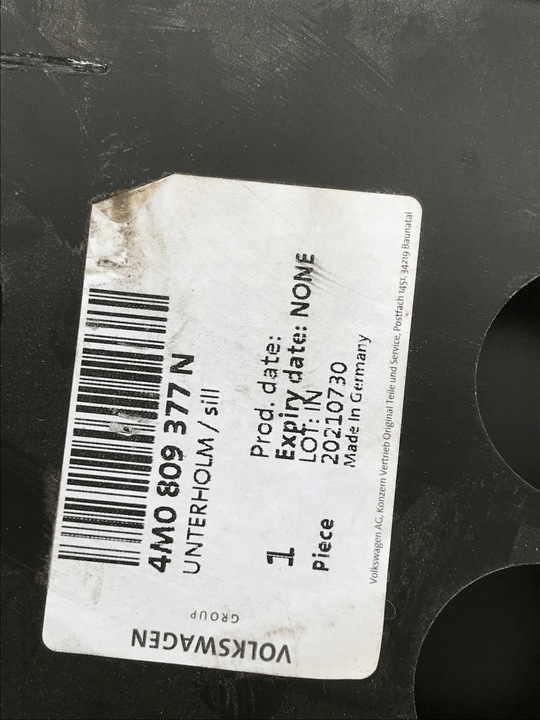 4M0 809 377 N
UNTERHOLM / sill
1
Piece
Prod. date:
Expiry date: NONE
LOT: IN
20210730
Made in Germany
Volkswagen AG, Konzern Vertrieb Original Teile und Service, Postfach 1451, 34219 Baunatal
VOLKSWAGEN
GROUP